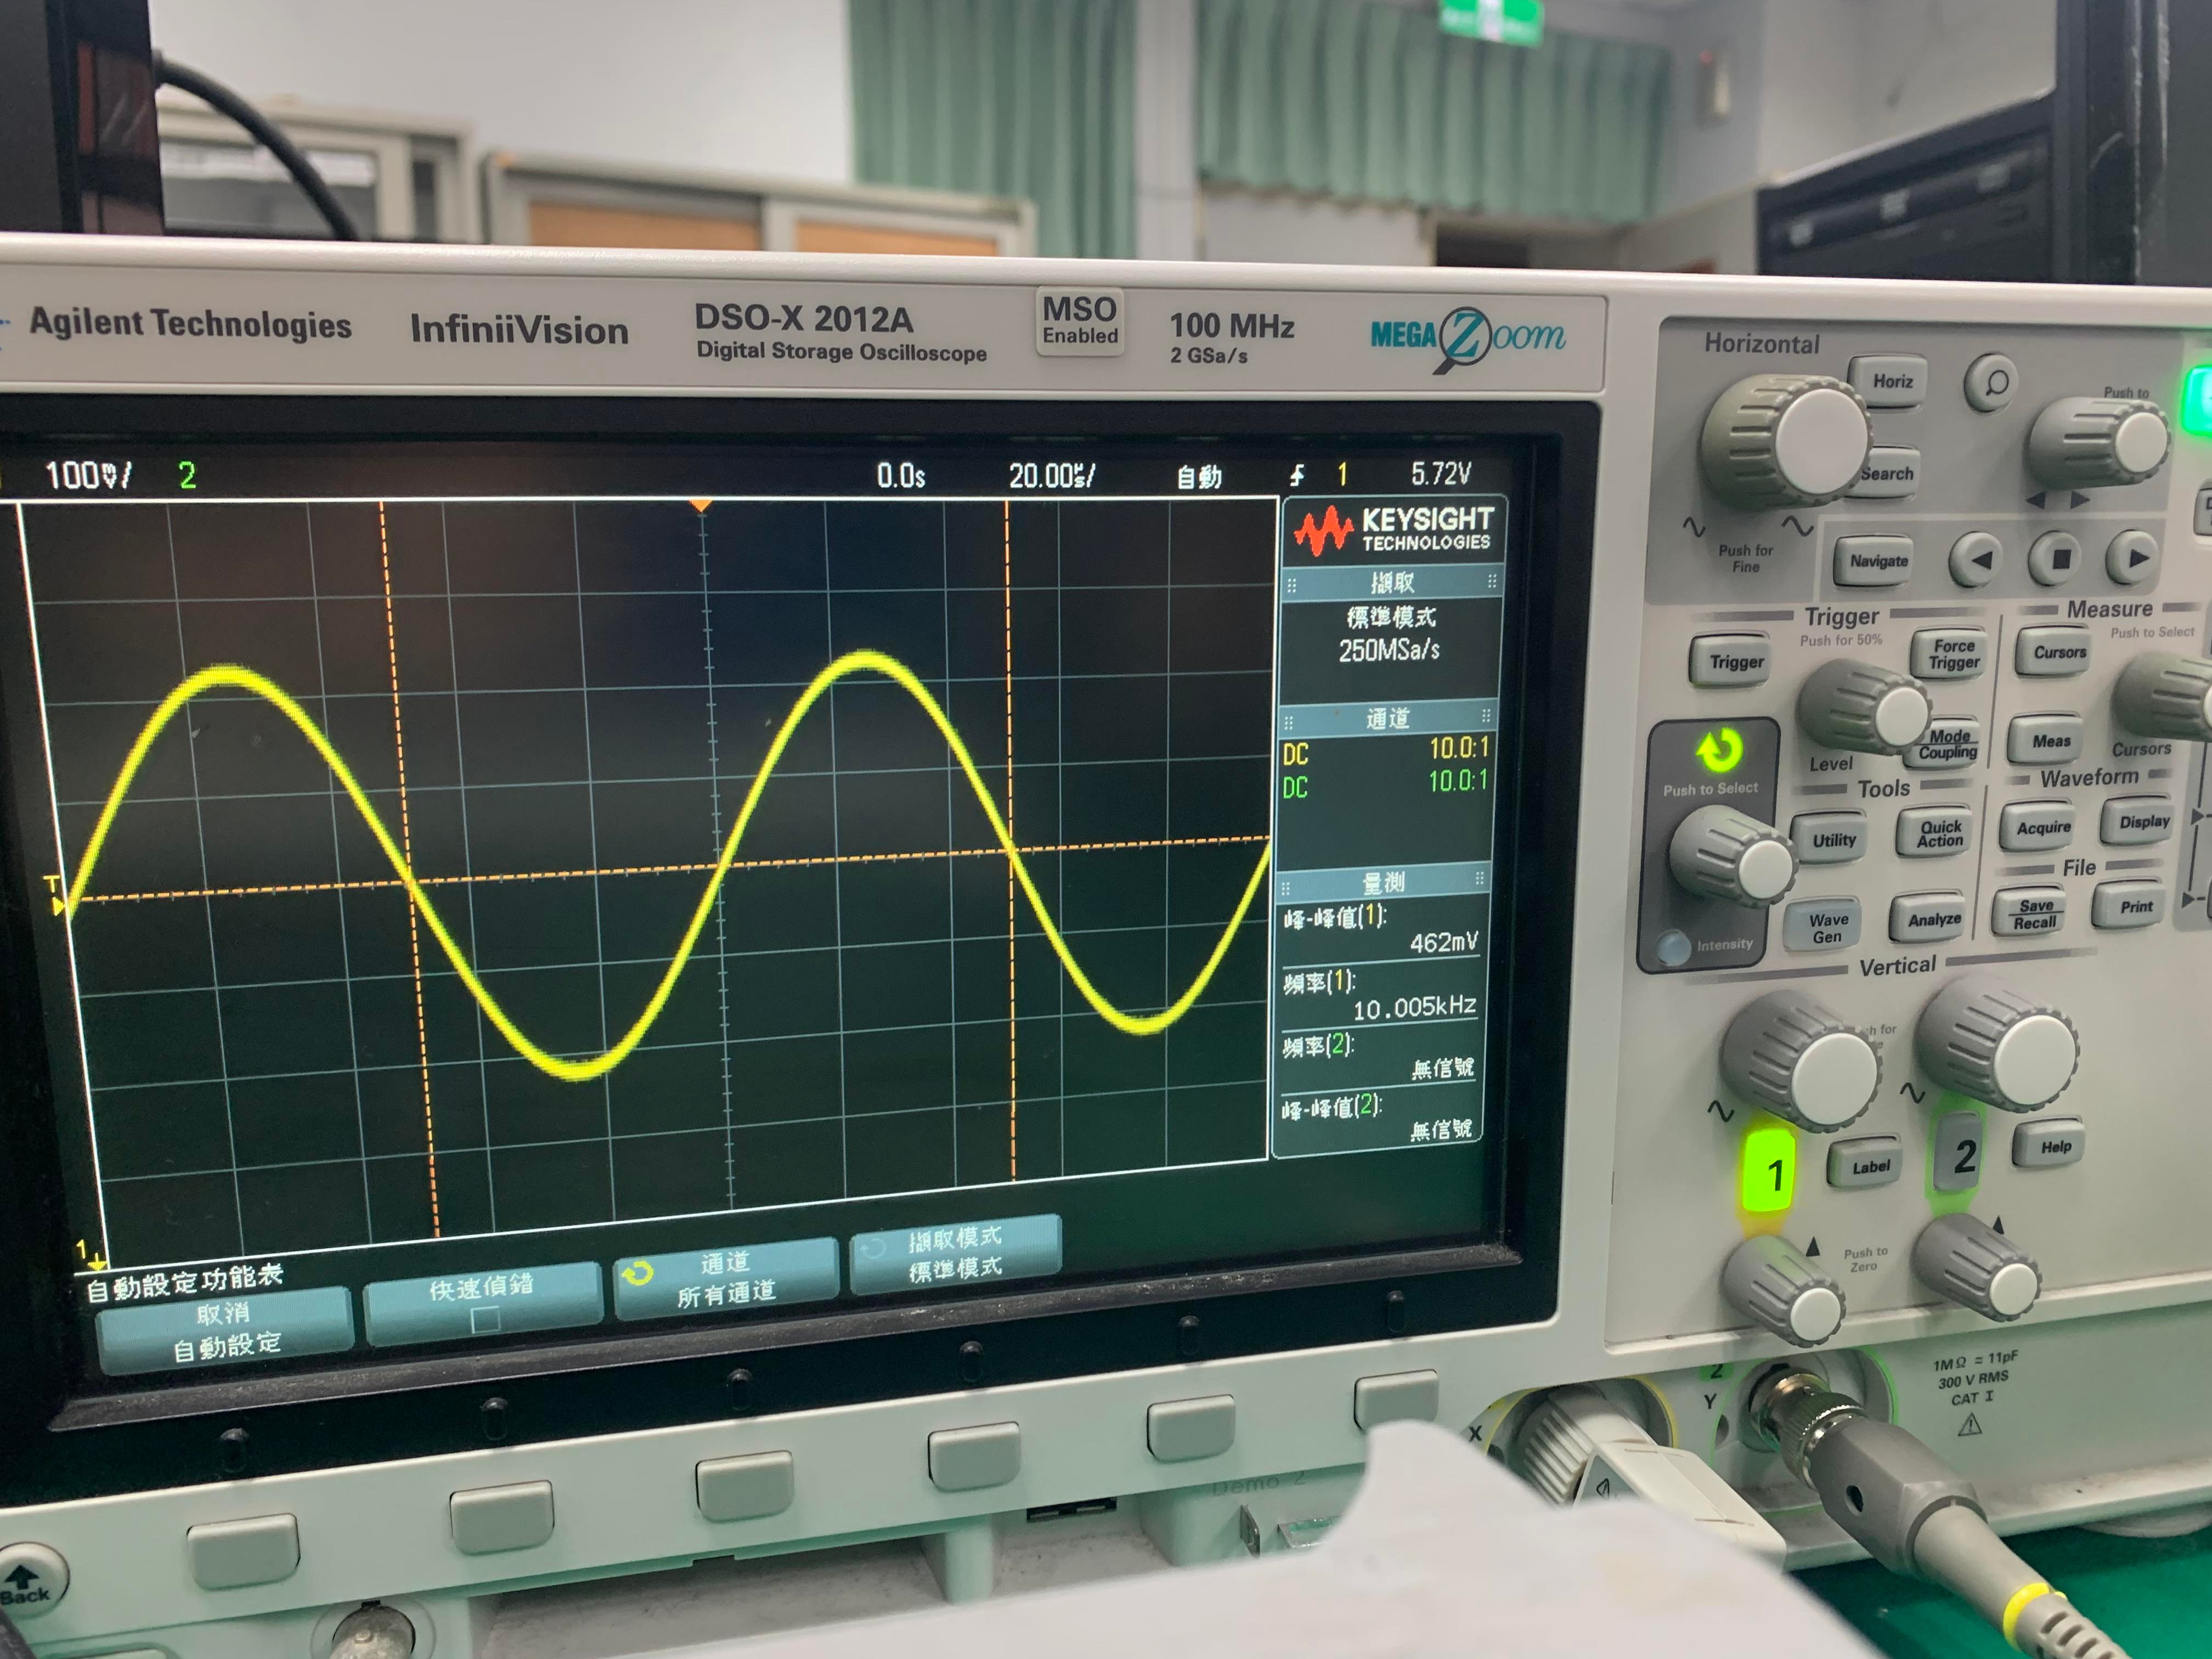 Agilent Technologies
InfiniiVision
DSO-X 2012A
Digital Storage Oscilloscope
MSO
Enabled
100 MHz
2 GSa/s
MEGA Zoom
100mV/ 2 0.0s 20.00µs/ 自動 1 5.72V
KEYSIGHT
TECHNOLOGIES
擷取
標準模式
250MSa/s
通道
DC 10.0:1
DC 10.0:1
量測
峰-峰值(1):
462mV
頻率(1):
10.005kHz
頻率(2):
無信號
峰-峰值(2):
無信號
T
1
自動設定功能表
取消
自動設定
快速偵錯
通道
所有通道
擷取模式
標準模式
Back
Horizontal
Horiz
Search
Push for
Fine
Push to
Navigate
Trigger
Push for 50%
Trigger
Force
Trigger
Level
Mode
Coupling
Measure
Push to Select
Cursors
Meas
Cursors
Push to Select
Intensity
Tools
Utility
Quick
Action
Wave
Gen
Analyze
Waveform
Acquire
Display
File
Save
Recall
Print
Vertical
1
Label
2
Help
Push to
Zero
X
2
Y
1MΩ = 11pF
300 V RMS
CAT I
Demo 2